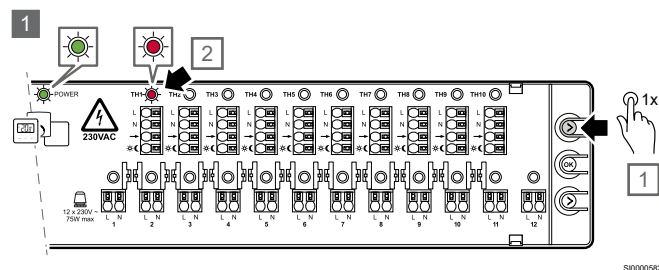 1
2
POWER
TH1 TH2 TH3 TH4 TH5 TH6 TH7 TH8 TH9 TH10
1x
L L L L L L L L
N N N N N N N N
230VAC
OK
1
12 x 230V ~
75W max
L N L N L N L N L N L N L N L N L N L N L N L N
1 2 3 4 5 6 7 8 9 10 11 12